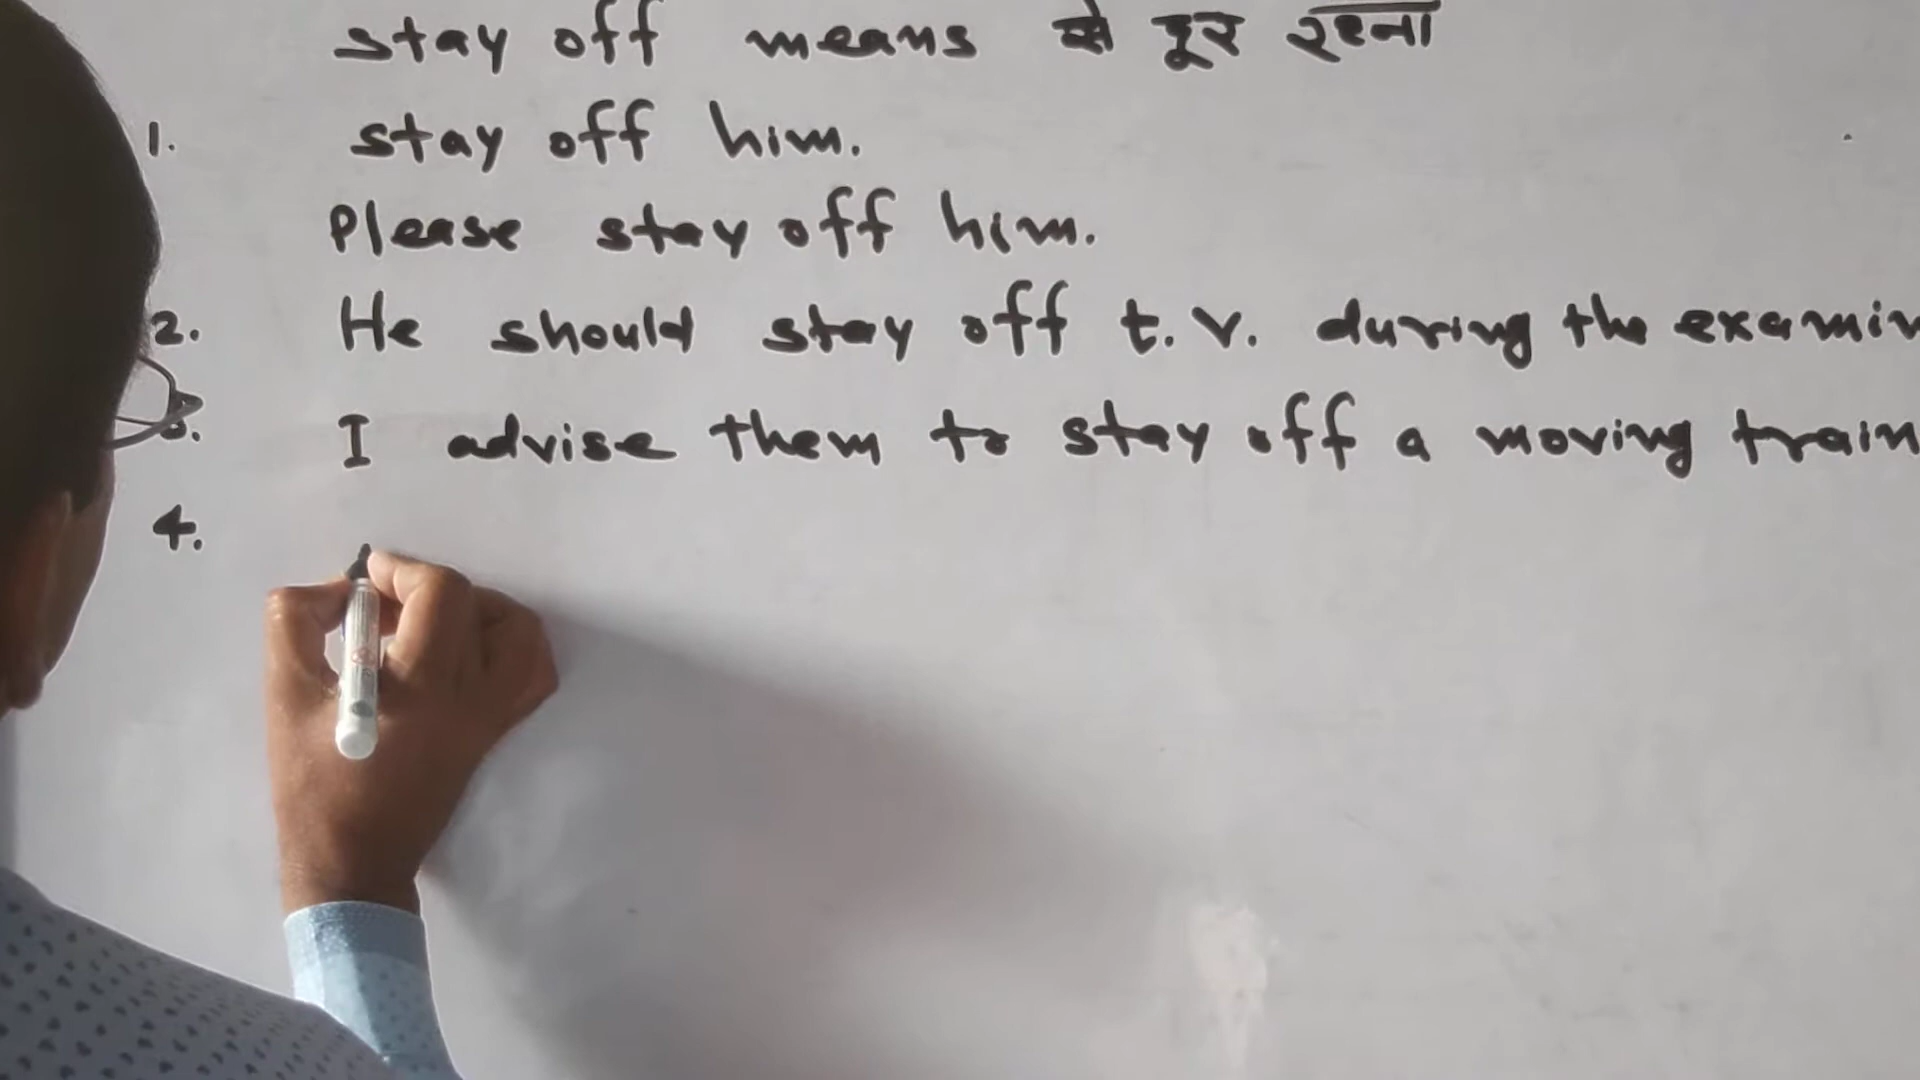 stay off means से दूर रहना
1. stay off him.
Please stay off him.
2. He should stay off t.v. during the examin
3. I advise them to stay off a moving train
4.